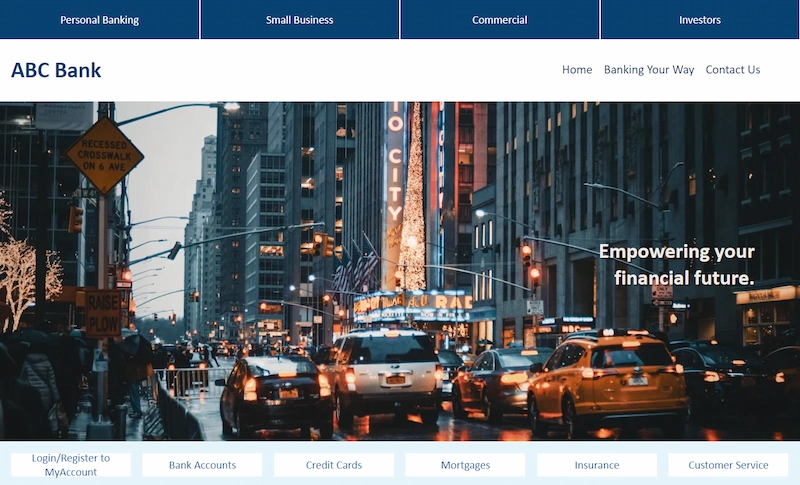 Personal Banking
Small Business
Commercial
Investors
ABC Bank
Home
Banking Your Way
Contact Us
RECESSED
CROSSWALK
ON 6 AVE
IO CITY
Empowering your
financial future.
RAISE
PLOW
RAD
Login/Register to
MyAccount
Bank Accounts
Credit Cards
Mortgages
Insurance
Customer Service